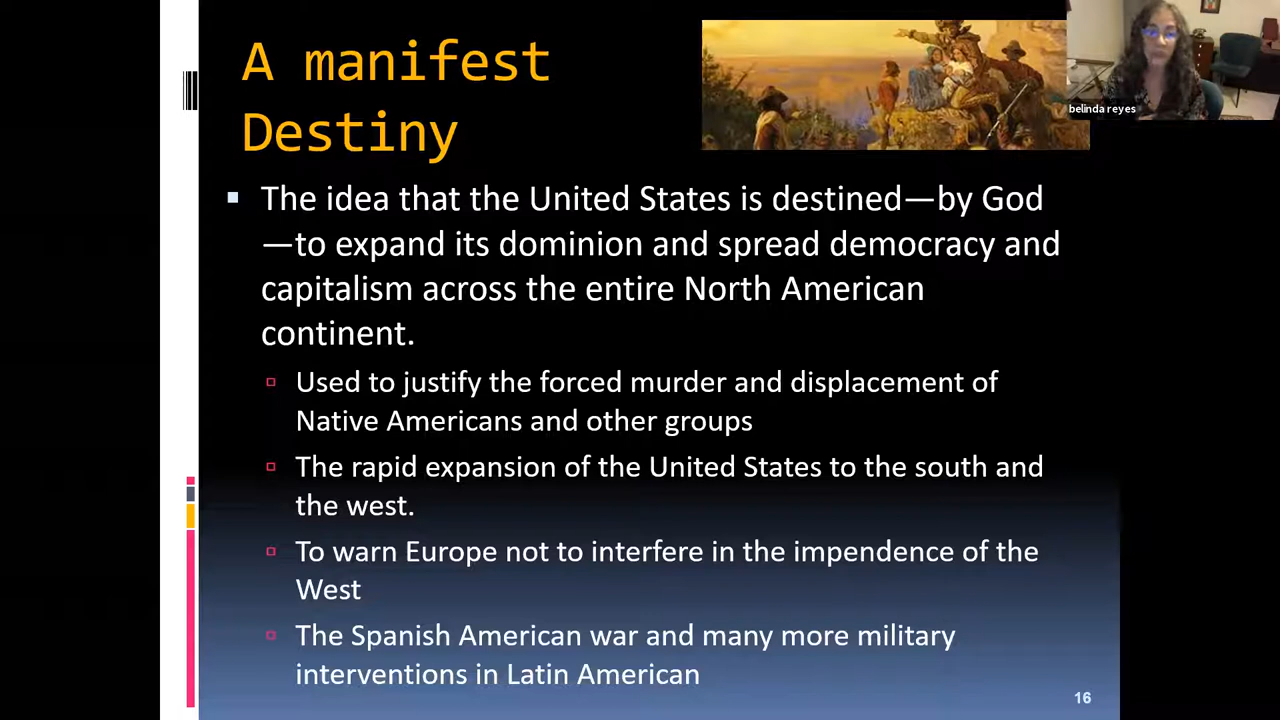 A manifest
Destiny
belinda reyes
The idea that the United States is destined—by God
—to expand its dominion and spread democracy and
capitalism across the entire North American
continent.
Used to justify the forced murder and displacement of
Native Americans and other groups
The rapid expansion of the United States to the south and
the west.
To warn Europe not to interfere in the impendence of the
West
The Spanish American war and many more military
interventions in Latin American
16